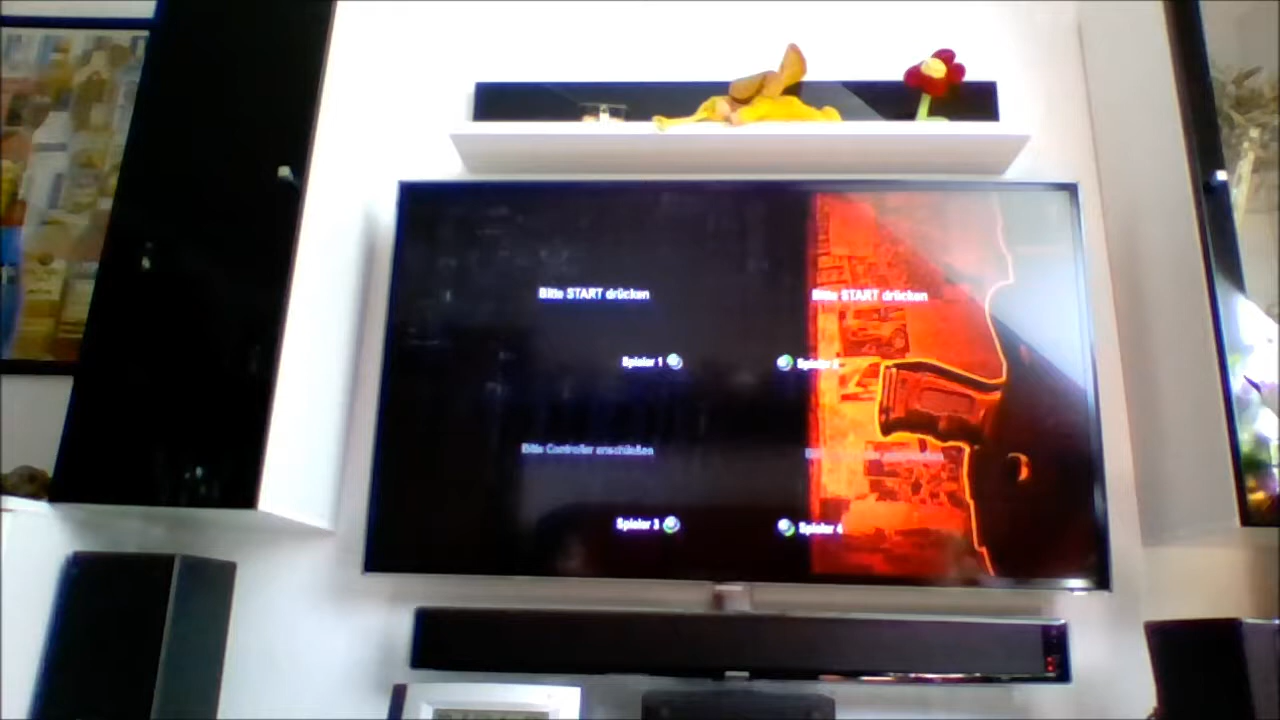 Bitte START drücken
Bitte START drücken
Spieler 1
Spieler 2
Bitte Controller anschließen
Spieler 3
Spieler 4